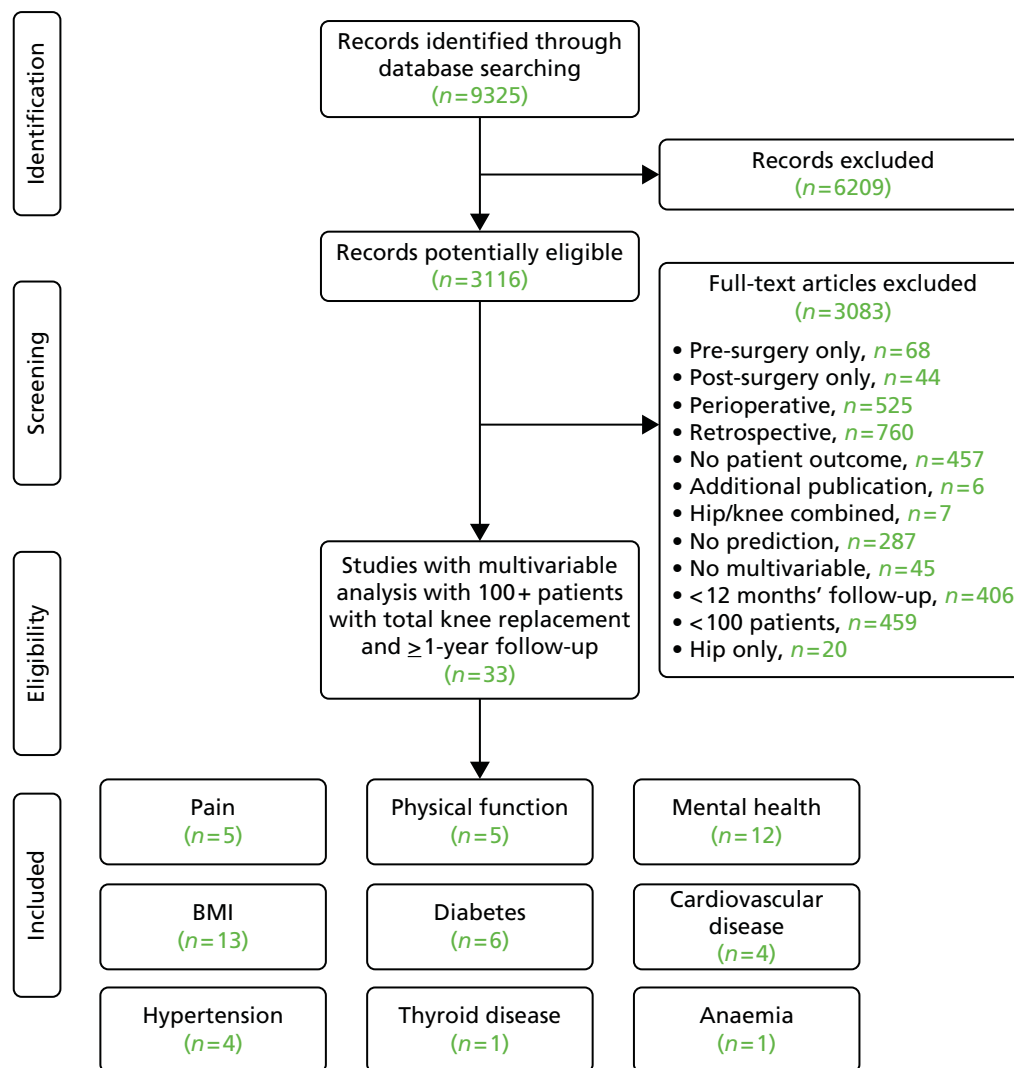 Identification
Records identified through
database searching
(n=9325)
Records excluded
(n=6209)
Records potentially eligible
(n=3116)
Screening
Full-text articles excluded
(n=3083)
• Pre-surgery only, n=68
• Post-surgery only, n=44
• Perioperative, n=525
• Retrospective, n=760
• No patient outcome, n=457
• Additional publication, n=6
• Hip/knee combined, n=7
• No prediction, n=287
• No multivariable, n=45
• <12 months' follow-up, n=406
• <100 patients, n=459
• Hip only, n=20
Eligibility
Studies with multivariable
analysis with 100+ patients
with total knee replacement
and ≥1-year follow-up
(n=33)
Included
Pain
(n=5)
Physical function
(n=5)
Mental health
(n=12)
BMI
(n=13)
Diabetes
(n=6)
Cardiovascular
disease
(n=4)
Hypertension
(n=4)
Thyroid disease
(n=1)
Anaemia
(n=1)